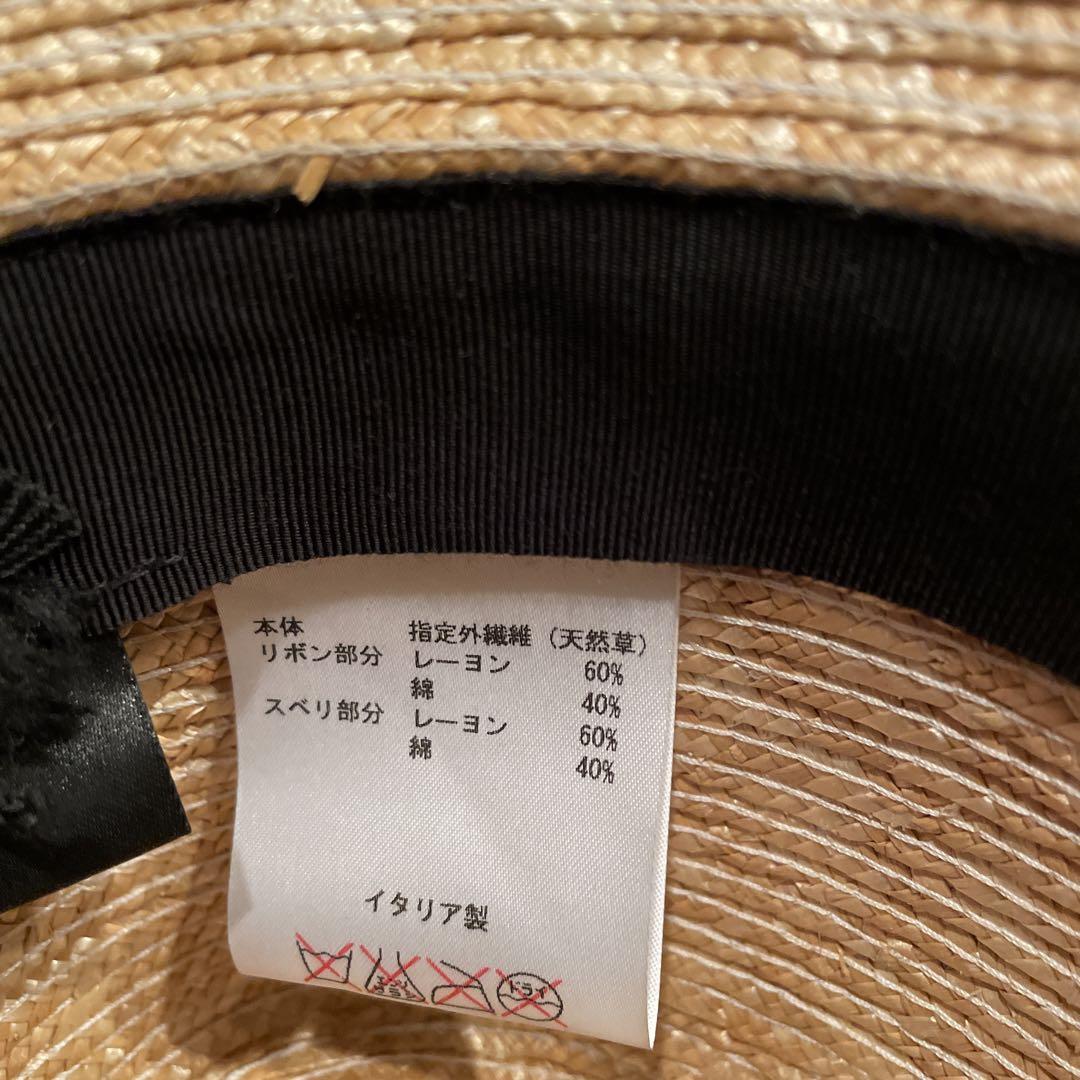 本体 指定外繊維（天然草）
リボン部分 レーヨン 60%
綿 40%
スベリ部分 レーヨン 60%
綿 40%
イタリア製
ドライ